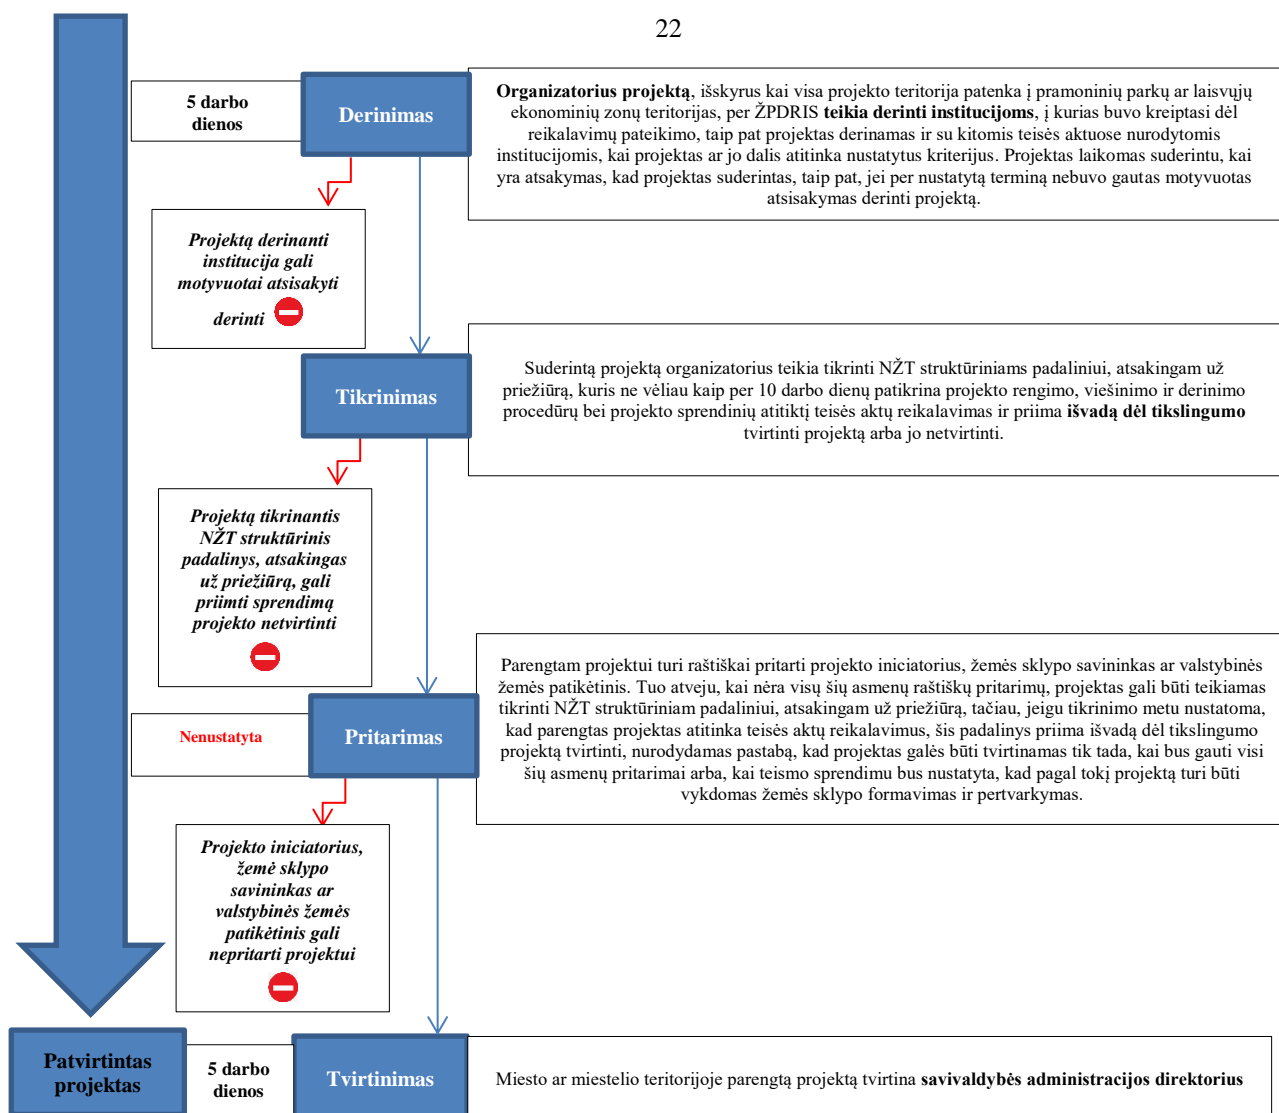 22
5 darbo
dienos
Derinimas
Organizatorius projektą, išskyrus kai visa projekto teritorija patenka į pramoninių parkų ar laisvųjų
ekonominių zonų teritorijas, per ŽPDRIS teikia derinti institucijoms, į kurias buvo kreiptasi dėl
reikalavimų pateikimo, taip pat projektas derinamas ir su kitomis teisės aktuose nurodytomis
institucijomis, kai projektas ar jo dalis atitinka nustatytus kriterijus. Projektas laikomas suderintu, kai
yra atsakymas, kad projektas suderintas, taip pat, jei per nustatytą terminą nebuvo gautas motyvuotas
atsisakymas derinti projektą.
Projektą derinanti
institucija gali
motyvuotai atsisakyti
derinti
Tikrinimas
Suderintą projektą organizatorius teikia tikrinti NŽT struktūriniams padaliniui, atsakingam už
priežiūrą, kuris ne vėliau kaip per 10 darbo dienų patikrina projekto rengimo, viešinimo ir derinimo
procedūrų bei projekto sprendinių atitiktį teisės aktų reikalavimas ir priima išvadą dėl tikslingumo
tvirtinti projektą arba jo netvirtinti.
Projektą tikrinantis
NŽT struktūrinis
padalinys, atsakingas
už priežiūrą, gali
priimti sprendimą
projekto netvirtinti
Nenustatyta
Pritarimas
Parengtam projektui turi raštiškai pritarti projekto iniciatorius, žemės sklypo savininkas ar valstybinės
žemės patikėtinis. Tuo atveju, kai nėra visų šių asmenų raštiškų pritarimų, projektas gali būti teikiamas
tikrinti NŽT struktūriniam padaliniui, atsakingam už priežiūrą, tačiau, jeigu tikrinimo metu nustatoma,
kad parengtas projektas atitinka teisės aktų reikalavimus, šis padalinys priima išvadą dėl tikslingumo
projektą tvirtinti, nurodydamas pastabą, kad projektas galės būti tvirtinamas tik tada, kai bus gauti visi
šių asmenų pritarimai arba, kai teismo sprendimu bus nustatyta, kad pagal tokį projektą turi būti
vykdomas žemės sklypo formavimas ir pertvarkymas.
Projekto iniciatorius,
žemė sklypo
savininkas ar
valstybinės žemės
patikėtinis gali
nepritarti projektui
Patvirtintas
projektas
5 darbo
dienos
Tvirtinimas
Miesto ar miestelio teritorijoje parengtą projektą tvirtina savivaldybės administracijos direktorius